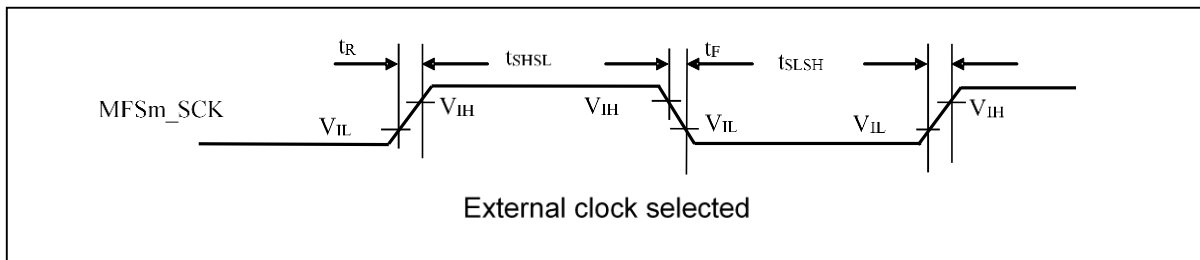 tR tSHSL tF tSLSH
MFSm_SCK VIL VIH VIH VIL VIL VIH
External clock selected